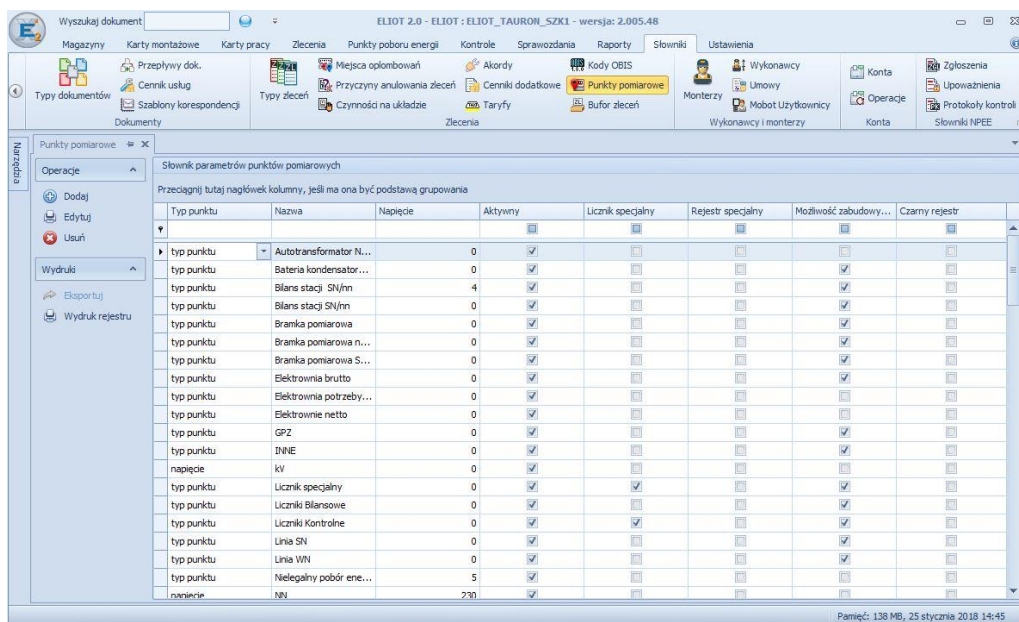 Wyszukaj dokument
ELIOT 2.0 - ELIOT : ELIOT_TAURON_SZK1 - wersja: 2.005.48
Magazyny Karty montażowe Karty pracy Zlecenia Punkty poboru energii Kontrole Sprawozdania Raporty Słowniki Ustawienia
Typy dokumentów
Przepływy dok.
Cennik usług
Szablony korespondencji
Dokumenty
Typy zleceń
Miejsca oplombowań
Przyczyny anulowania zleceń
Czynności na układzie
Akordy
Cenniki dodatkowe
Taryfy
Kody OBIS
Punkty pomiarowe
Bufor zleceń
Zlecenia
Monterzy
Wykonawcy
Umowy
Mobot Użytkownicy
Wykonawcy i monterzy
Konta
Operacje
Konta
Zgłoszenia
Upoważnienia
Protokoły kontroli
Słowniki NPEE
Narzędzia
Punkty pomiarowe
Operacje
Dodaj
Edytuj
Usuń
Wydruki
Eksportuj
Wydruk rejestru
Słownik parametrów punktów pomiarowych
Przeciągnij tutaj nagłówek kolumny, jeśli ma ona być podstawą grupowania
Typ punktu Nazwa Napięcie Aktywny Licznik specjalny Rejestr specjalny Możliwość zabudowy... Czarny rejestr
typ punktu Autotransformator N... 0
typ punktu Bateria kondensator... 0
typ punktu Bilans stacji SN/nn 4
typ punktu Bilans stacji SN/nn 0
typ punktu Bramka pomiarowa 0
typ punktu Bramka pomiarowa n... 0
typ punktu Bramka pomiarowa S... 0
typ punktu Elektrownia brutto 0
typ punktu Elektrownia potrzeby... 0
typ punktu Elektrownie netto 0
typ punktu GPZ 0
typ punktu INNE 0
napięcie kV 0
typ punktu Licznik specjalny 0
typ punktu Liczniki Bilansowe 0
typ punktu Liczniki Kontrolne 0
typ punktu Linia SN 0
typ punktu Linia WN 0
typ punktu Nielegalny pobór ene... 5
napięcie NN 230
Pamięć: 138 MB, 25 stycznia 2018 14:45